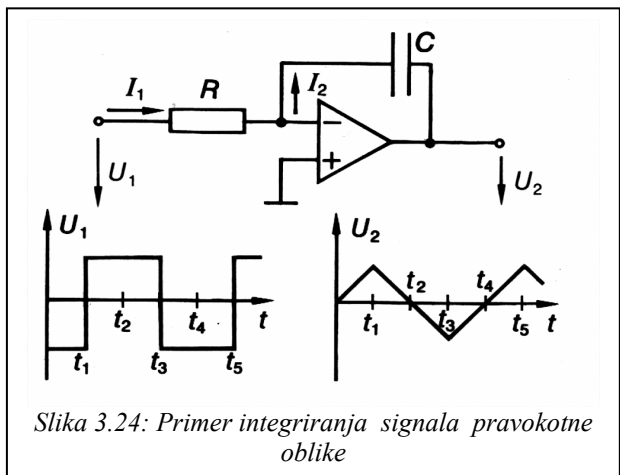 C
I₁ R I₂
−
+
U₁ U₂
U₁ U₂
t₁ t₂ t₃ t₄ t₅ t
t₁ t₂ t₃ t₄ t₅ t
Slika 3.24: Primer integriranja signala pravokotne
oblike